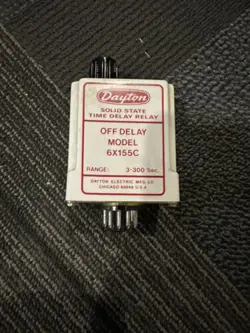 Dayton
SOLID STATE
TIME DELAY RELAY
OFF DELAY
MODEL
6X155C
RANGE: 3-300 Sec.
DAYTON ELECTRIC MFG. CO.
CHICAGO 60648 U.S.A.